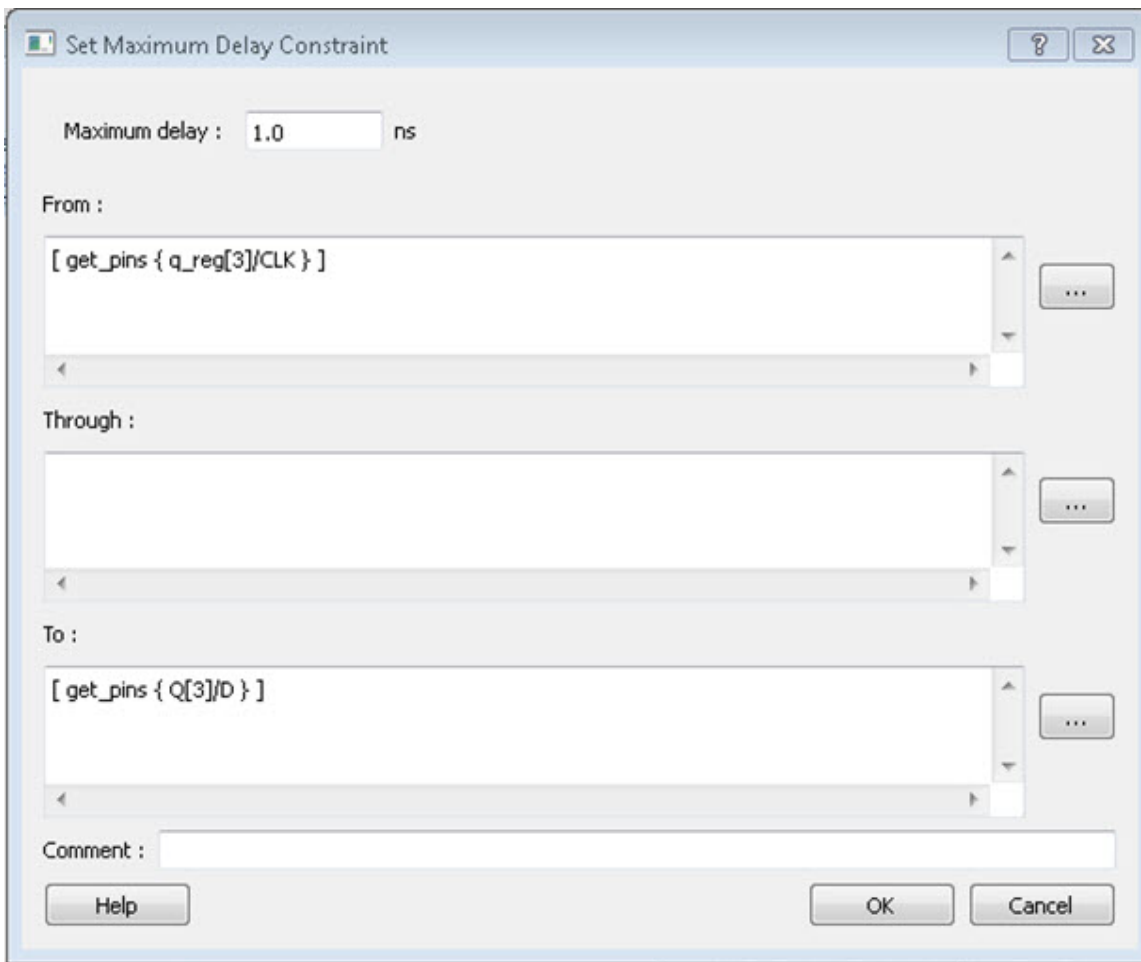 Set Maximum Delay Constraint
Maximum delay : 1.0 ns
From :
[ get_pins { q_reg[3]/CLK } ]
...
Through :
...
To :
[ get_pins { Q[3]/D } ]
...
Comment :
Help OK Cancel